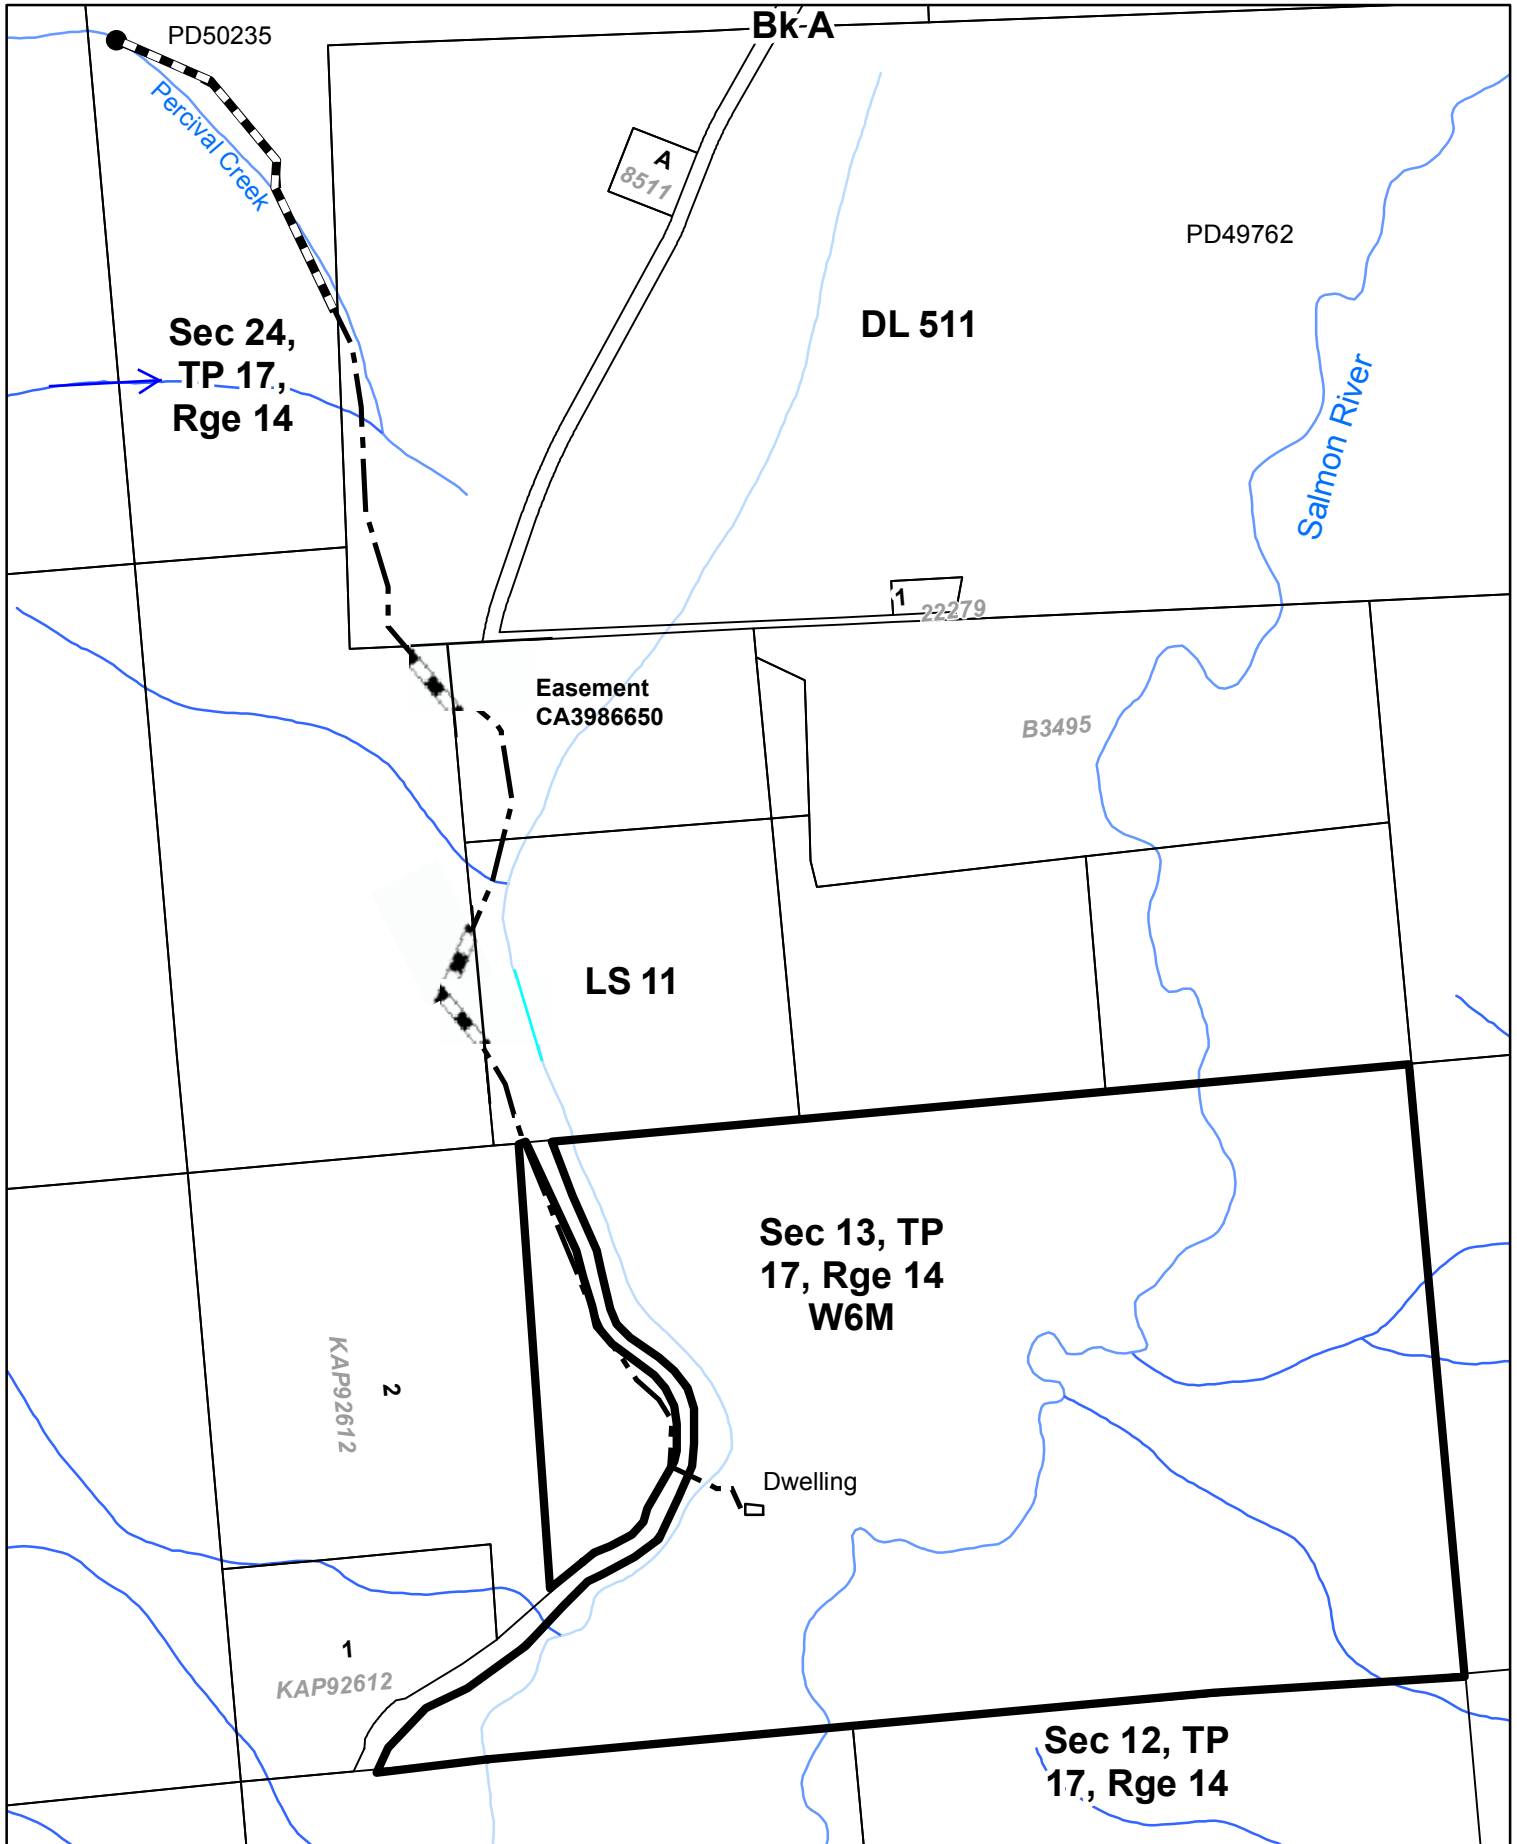 Bk A
PD50235
Percival Creek
A
8511
PD49762
DL 511
Sec 24,
TP 17,
Rge 14
Salmon River
1
22279
Easement
CA3986650
B3495
LS 11
Sec 13, TP
17, Rge 14
W6M
2
KAP92612
Dwelling
1
KAP92612
Sec 12, TP
17, Rge 14